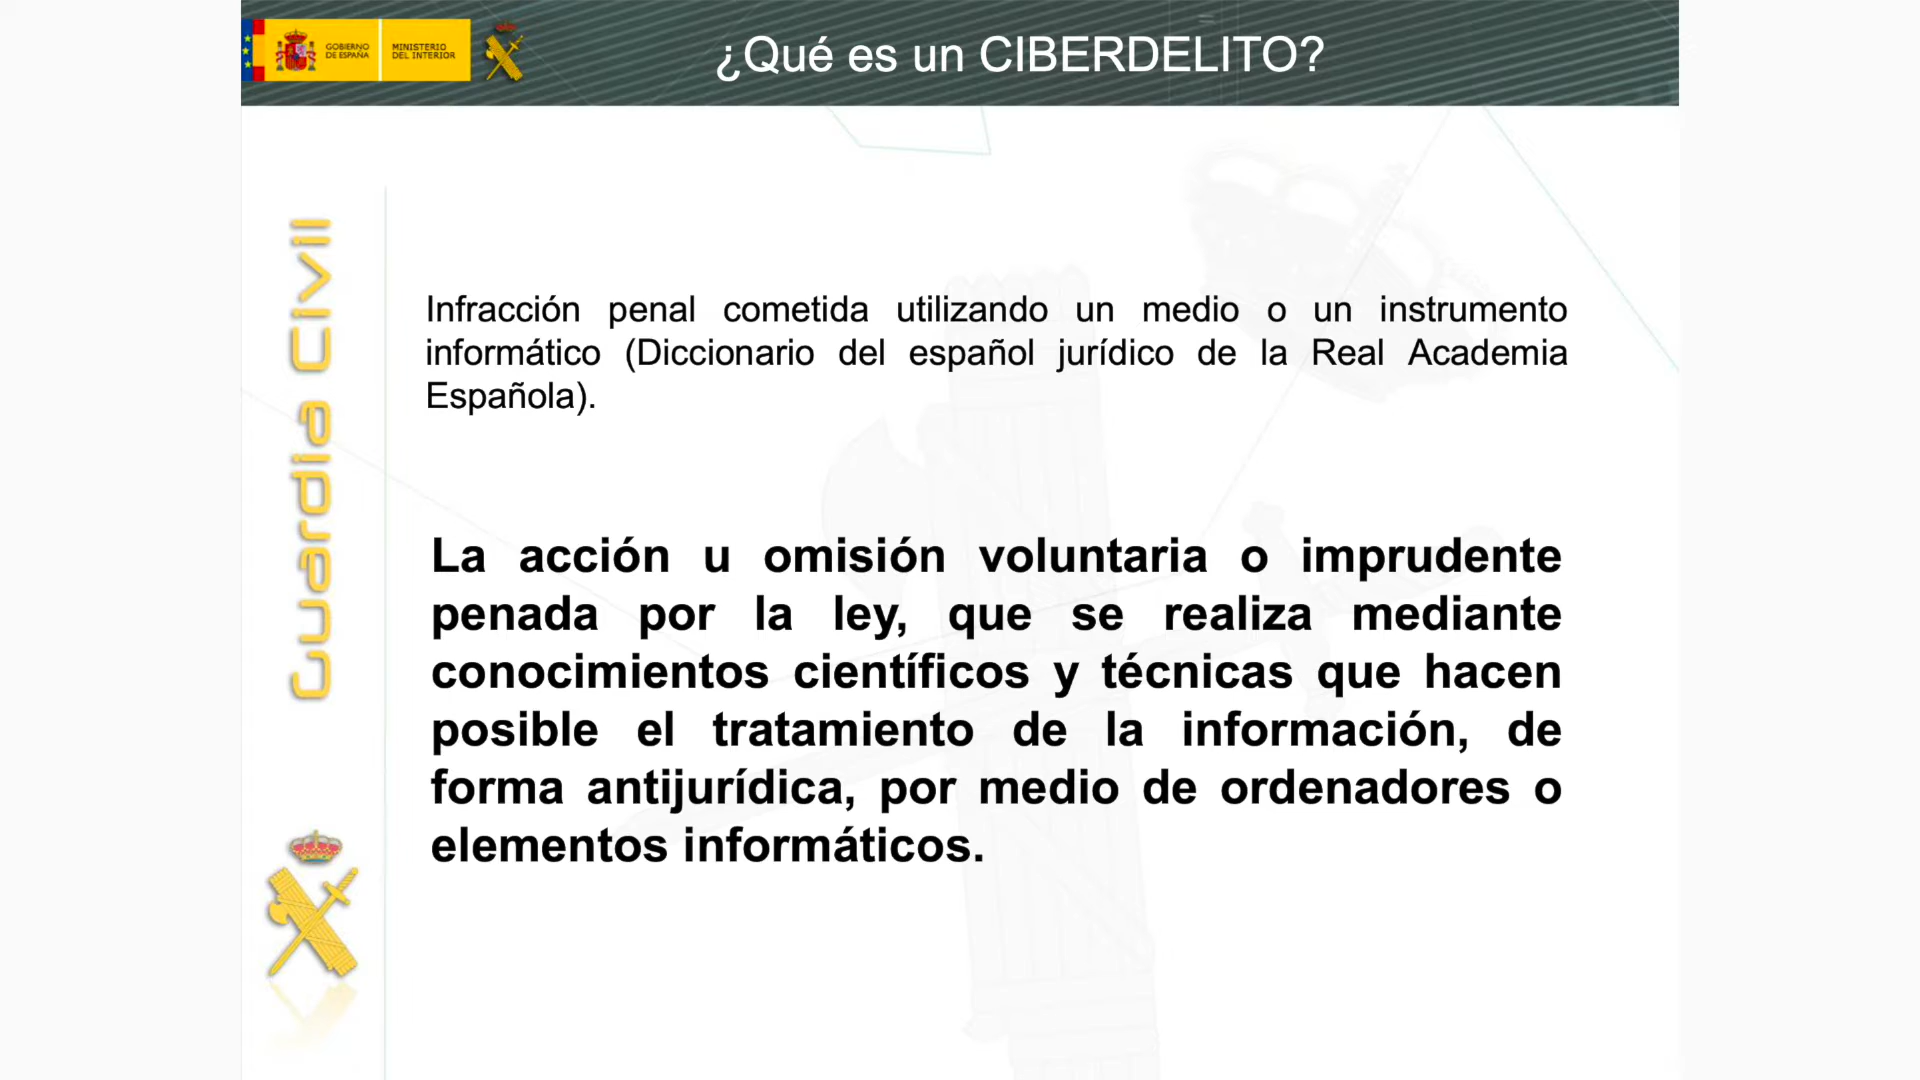 GOBIERNO
DE ESPAÑA
MINISTERIO
DEL INTERIOR
¿Qué es un CIBERDELITO?
Guardia Civil
Infracción penal cometida utilizando un medio o un instrumento
informático (Diccionario del español jurídico de la Real Academia
Española).
La acción u omisión voluntaria o imprudente
penada por la ley, que se realiza mediante
conocimientos científicos y técnicas que hacen
posible el tratamiento de la información, de
forma antijurídica, por medio de ordenadores o
elementos informáticos.